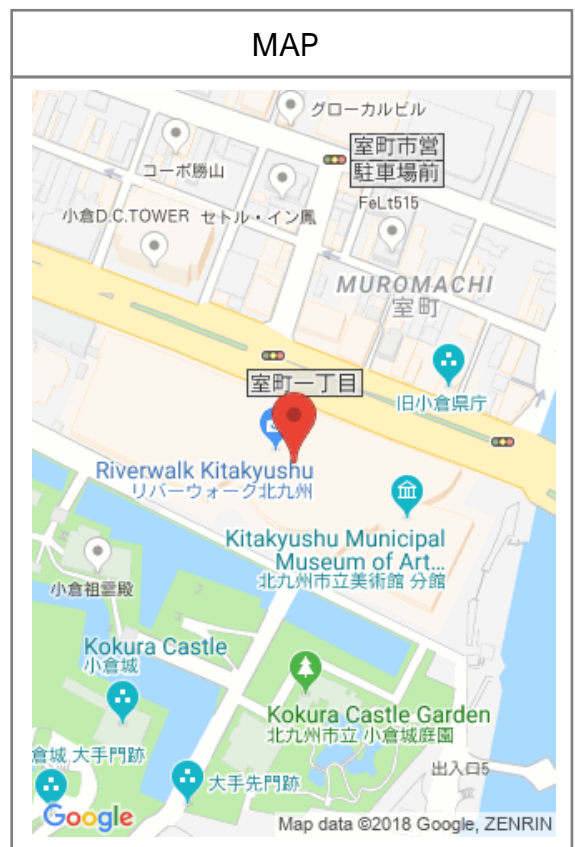 MAP
グローカルビル
室町市営
駐車場前
コーポ勝山
FeLt515
小倉D.C.TOWER
セトル・イン鳳
MUROMACHI
室町
室町一丁目
旧小倉県庁
Riverwalk Kitakyushu
リバーウォーク北九州
Kitakyushu Municipal
Museum of Art...
北九州市立美術館 分館
小倉祖霊殿
Kokura Castle
小倉城
Kokura Castle Garden
北九州市立 小倉城庭園
倉城 大手門跡
大手先門跡
出入口5
Google
Map data ©2018 Google, ZENRIN